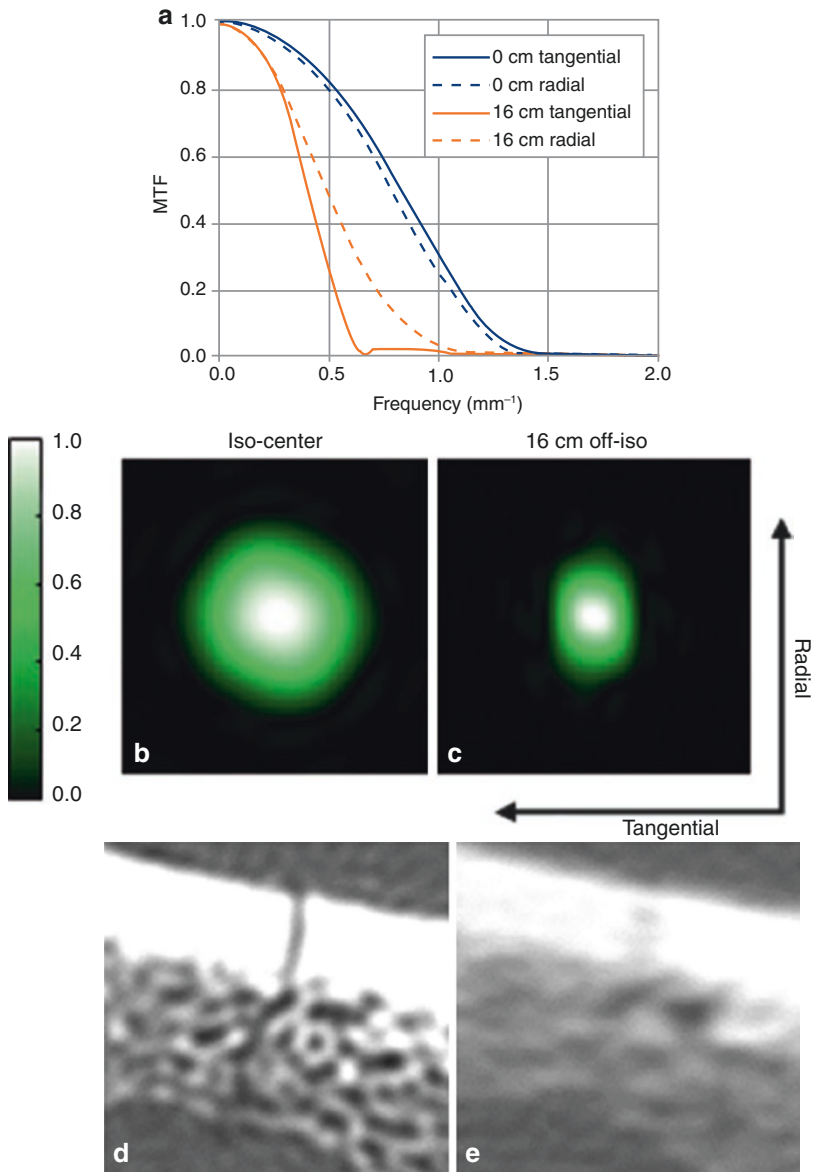 a
1.0
0.8
0.6
0.4
0.2
0.0
MTF
0 cm tangential
0 cm radial
16 cm tangential
16 cm radial
0.0 0.5 1.0 1.5 2.0
Frequency (mm⁻¹)
Iso-center
16 cm off-iso
1.0
0.8
0.6
0.4
0.2
0.0
b
c
Radial
Tangential
d
e